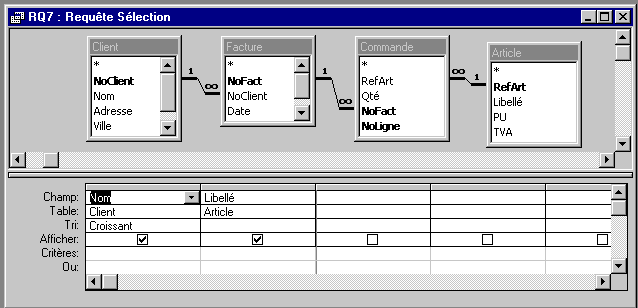 RQ7 : Requête Sélection
Client
*
NoClient
Nom
Adresse
Ville
Facture
*
NoFact
NoClient
Date
Commande
*
RefArt
Qté
NoFact
NoLigne
Article
*
RefArt
Libellé
PU
TVA
1 ∞ 1 ∞ ∞ 1
Champ: Nom Libellé
Table: Client Article
Tri: Croissant
Afficher:
Critères:
Ou: